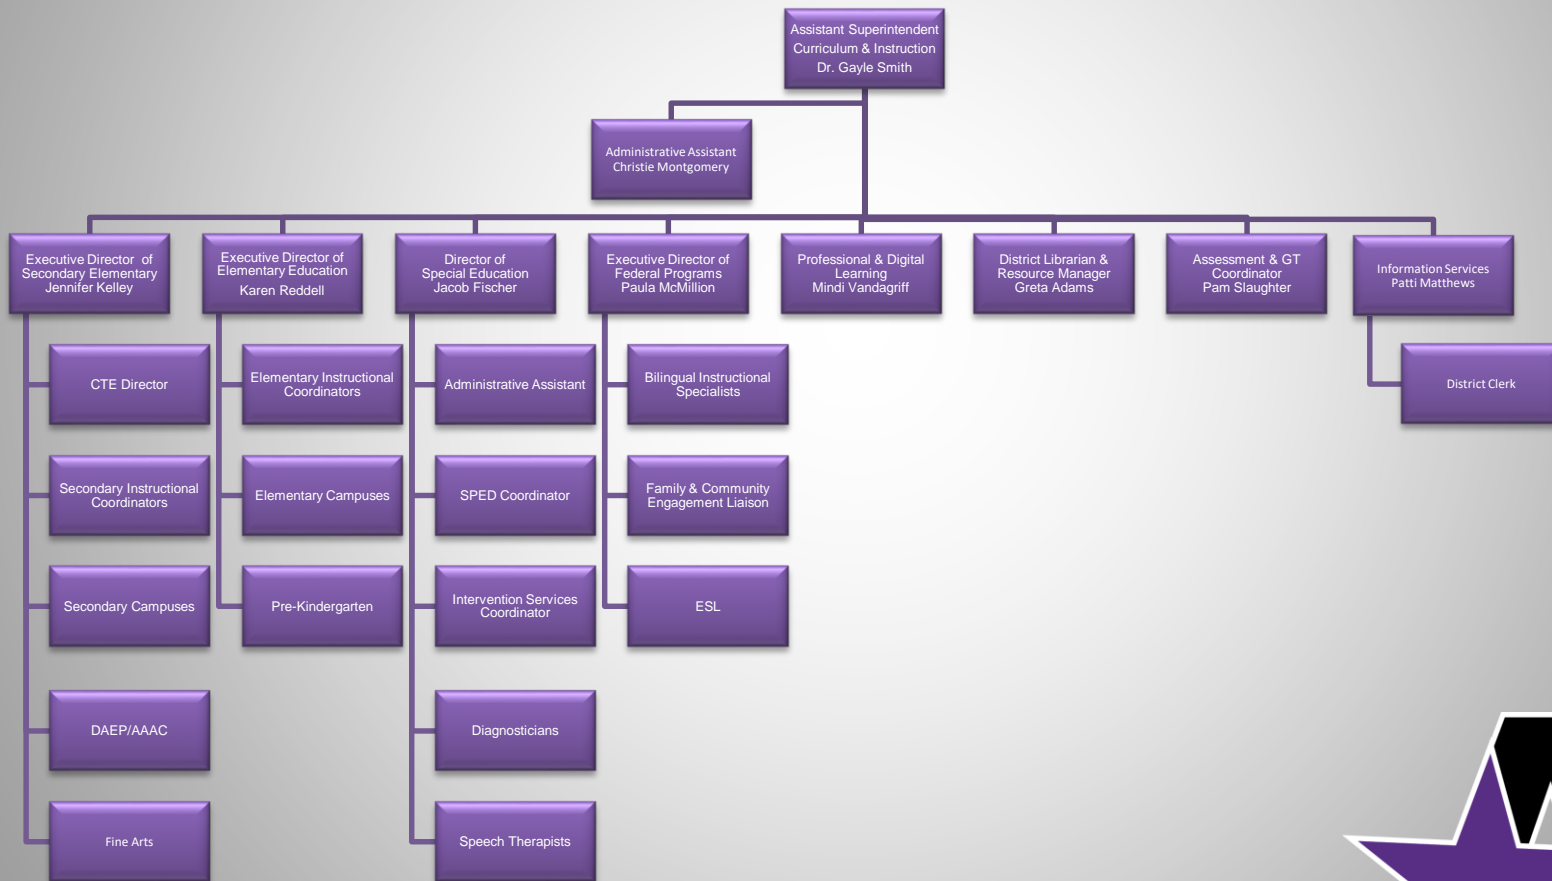 Assistant Superintendent
Curriculum & Instruction
Dr. Gayle Smith
Administrative Assistant
Christie Montgomery
Executive Director of
Secondary Elementary
Jennifer Kelley
Executive Director of
Elementary Education
Karen Reddell
Director of
Special Education
Jacob Fischer
Executive Director of
Federal Programs
Paula McMillion
Professional & Digital
Learning
Mindi Vandagriff
District Librarian &
Resource Manager
Greta Adams
Assessment & GT
Coordinator
Pam Slaughter
Information Services
Patti Matthews
CTE Director
Elementary Instructional
Coordinators
Administrative Assistant
Bilingual Instructional
Specialists
District Clerk
Secondary Instructional
Coordinators
Elementary Campuses
SPED Coordinator
Family & Community
Engagement Liaison
Secondary Campuses
Pre-Kindergarten
Intervention Services
Coordinator
ESL
DAEP/AAAC
Diagnosticians
Fine Arts
Speech Therapists